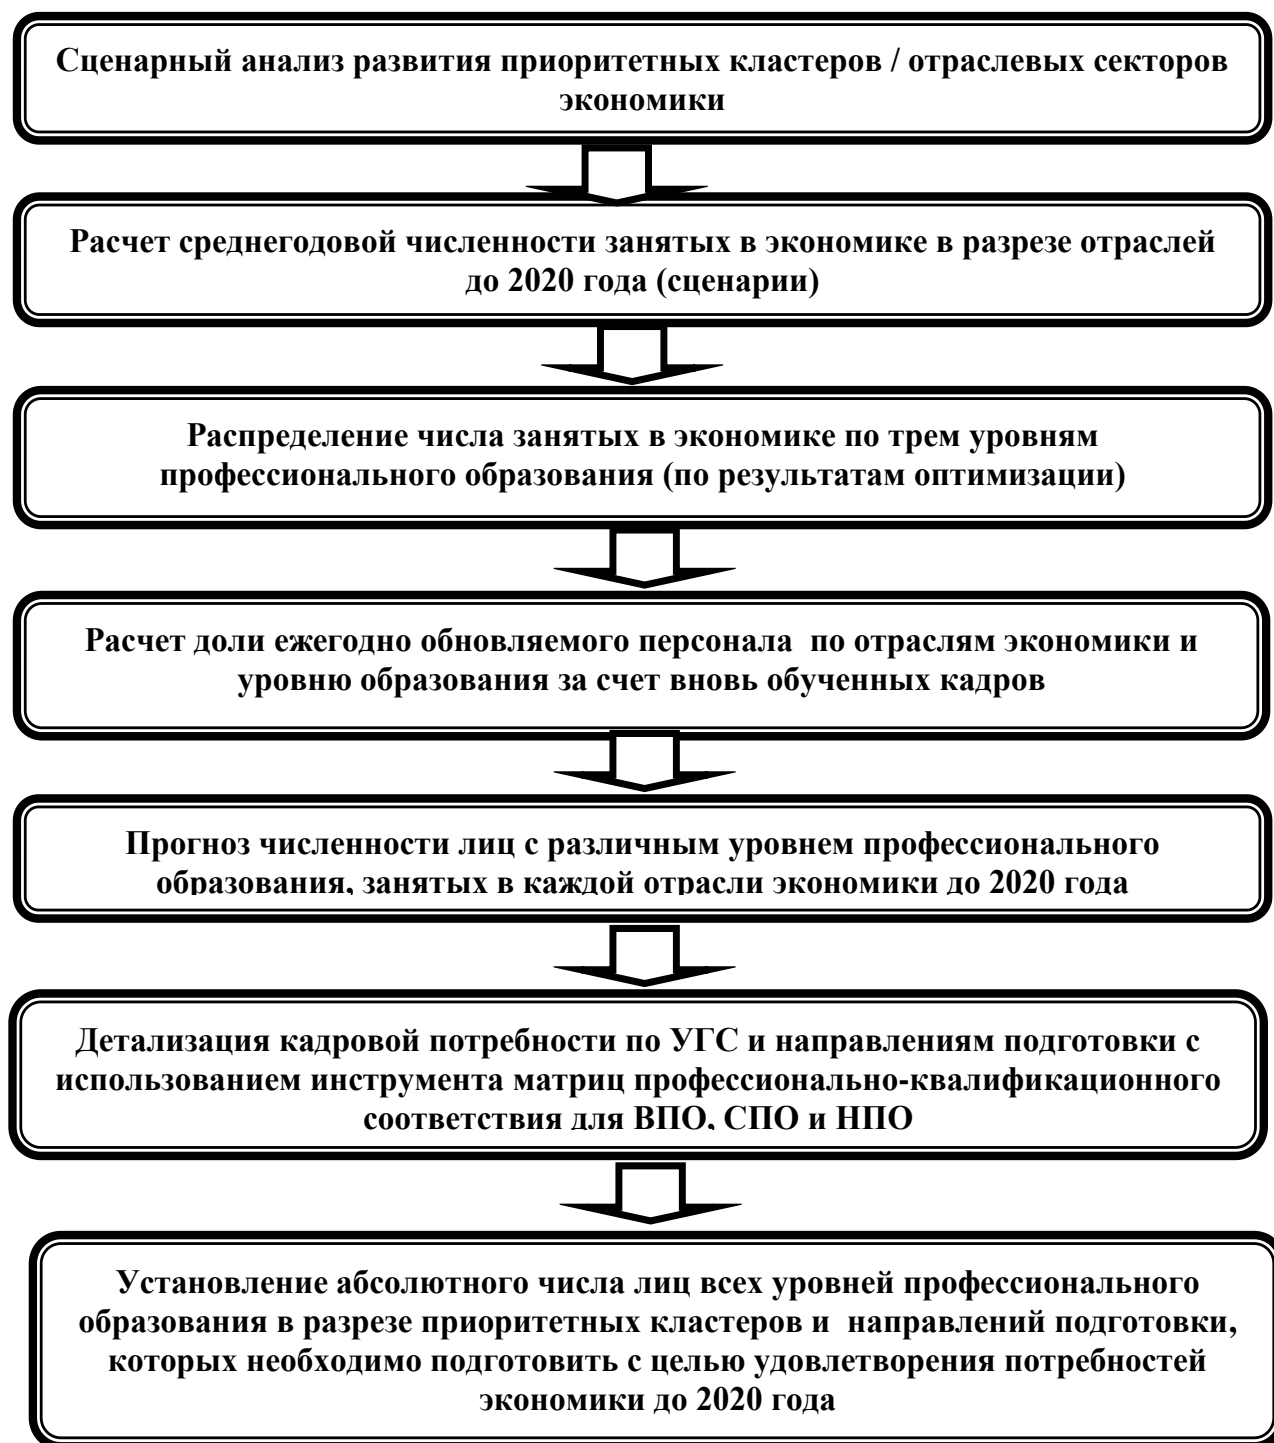 Сценарный анализ развития приоритетных кластеров / отраслевых секторов
экономики
Расчет среднегодовой численности занятых в экономике в разрезе отраслей
до 2020 года (сценарии)
Распределение числа занятых в экономике по трем уровням
профессионального образования (по результатам оптимизации)
Расчет доли ежегодно обновляемого персонала по отраслям экономики и
уровню образования за счет вновь обученных кадров
Прогноз численности лиц с различным уровнем профессионального
образования, занятых в каждой отрасли экономики до 2020 года
Детализация кадровой потребности по УГС и направлениям подготовки с
использованием инструмента матриц профессионально-квалификационного
соответствия для ВПО, СПО и НПО
Установление абсолютного числа лиц всех уровней профессионального
образования в разрезе приоритетных кластеров и направлений подготовки,
которых необходимо подготовить с целью удовлетворения потребностей
экономики до 2020 года